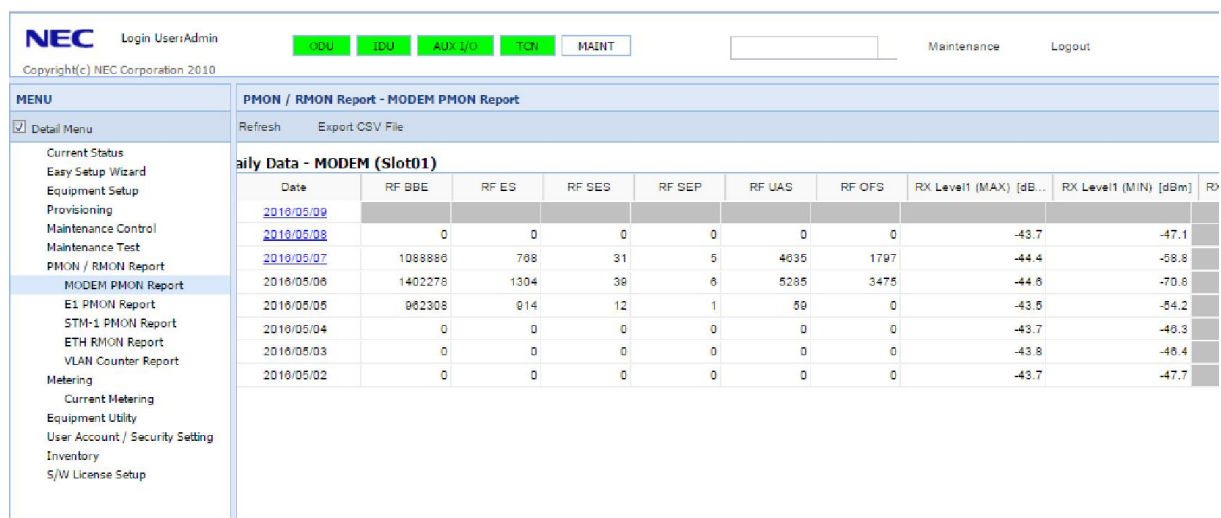 NEC Login User:Admin ODU IDU AUX I/O TCN MAINT Maintenance Logout
Copyright(c) NEC Corporation 2010
MENU
Detail Menu
Current Status
Easy Setup Wizard
Equipment Setup
Provisioning
Maintenance Control
Maintenance Test
PMON / RMON Report
MODEM PMON Report
E1 PMON Report
STM-1 PMON Report
ETH RMON Report
VLAN Counter Report
Metering
Current Metering
Equipment Utility
User Account / Security Setting
Inventory
S/W License Setup
PMON / RMON Report - MODEM PMON Report
Refresh Export CSV File
aily Data - MODEM (Slot01)
Date RF BBE RF ES RF SES RF SEP RF UAS RF OFS RX Level1 (MAX) [dB... RX Level1 (MIN) [dBm] RX
2016/05/09
2016/05/08 0 0 0 0 0 0 -43.7 -47.1
2016/05/07 1088886 768 31 5 4635 1797 -44.4 -58.8
2016/05/06 1402278 1304 39 6 5285 3475 -44.6 -70.8
2016/05/05 962308 914 12 1 59 0 -43.5 -54.2
2016/05/04 0 0 0 0 0 0 -43.7 -46.3
2016/05/03 0 0 0 0 0 0 -43.8 -46.4
2016/05/02 0 0 0 0 0 0 -43.7 -47.7